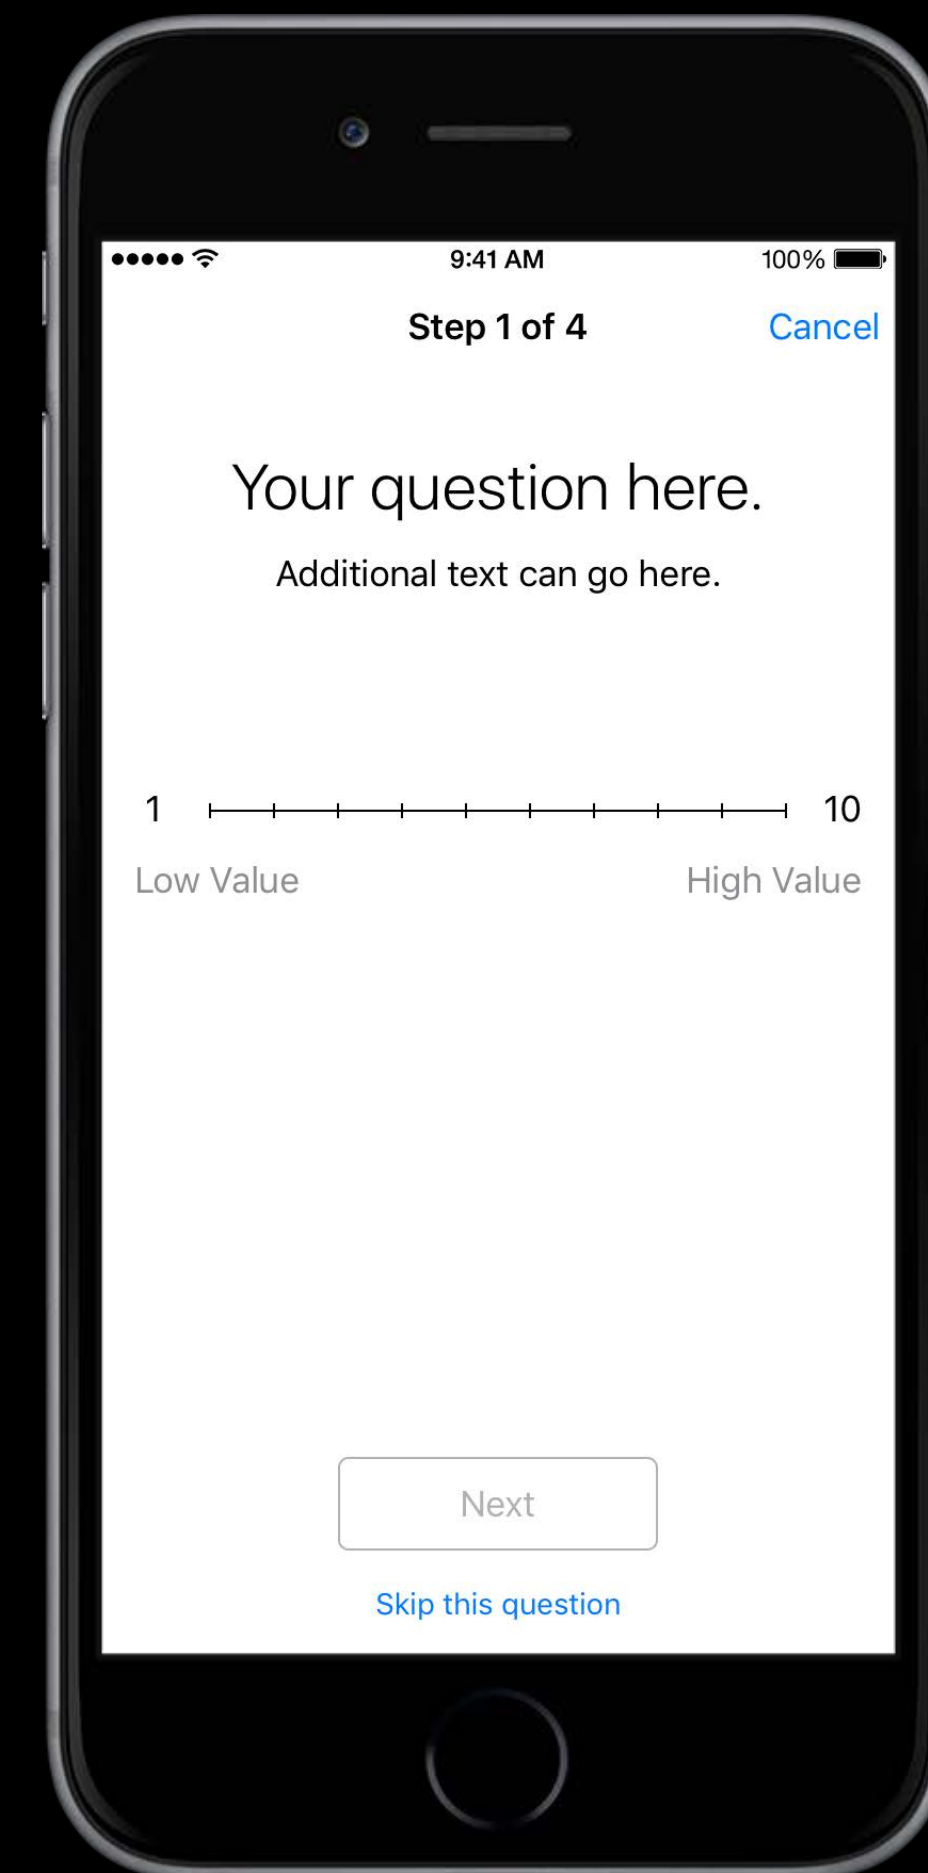 9:41 AM 100%
Step 1 of 4 Cancel
Your question here.
Additional text can go here.
1 10
Low Value High Value
Next
Skip this question